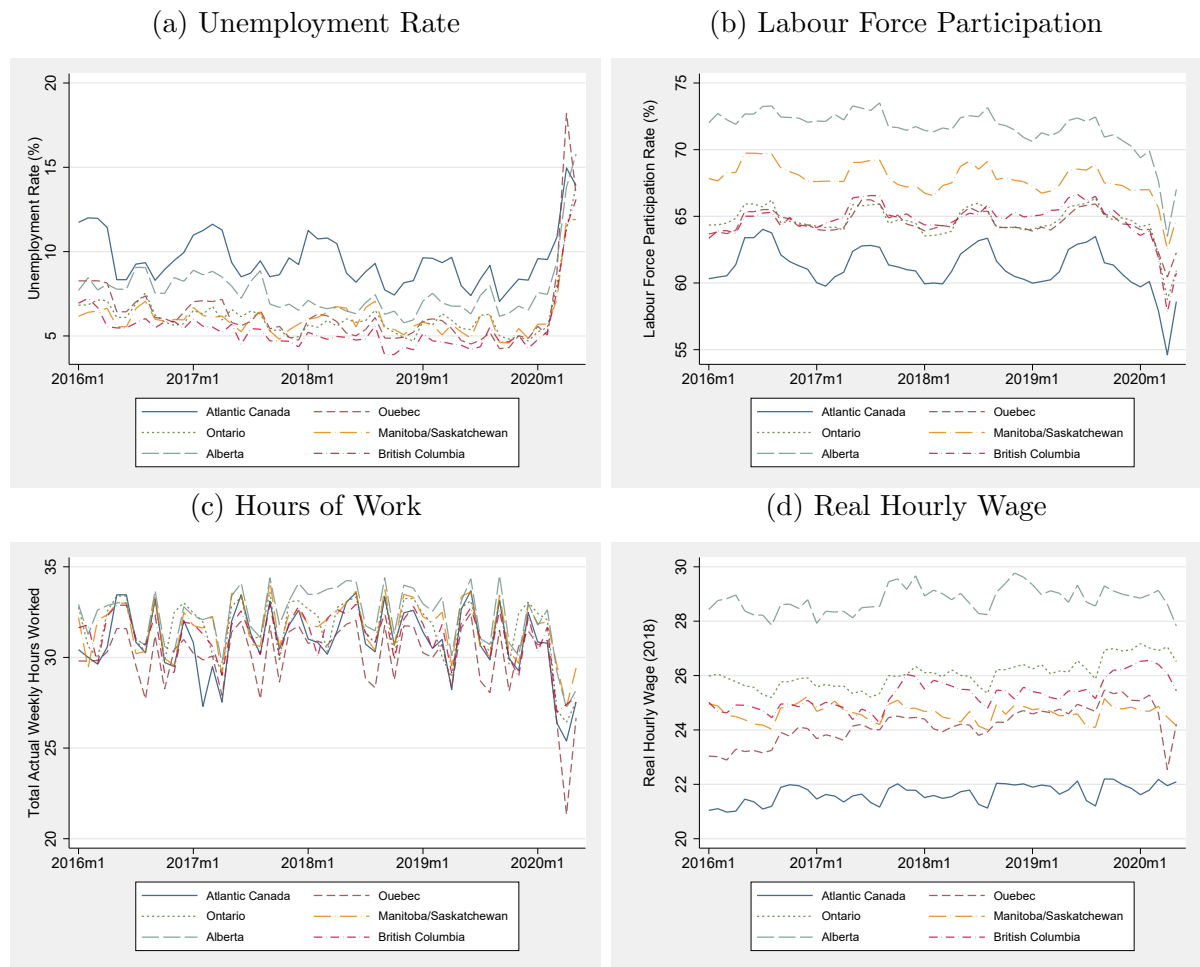 (a) Unemployment Rate
Unemployment Rate (%)
20
15
10
5
2016m1 2017m1 2018m1 2019m1 2020m1
Atlantic Canada Ouebec
Ontario Manitoba/Saskatchewan
Alberta British Columbia
(b) Labour Force Participation
Labour Force Participation Rate (%)
75
70
65
60
55
2016m1 2017m1 2018m1 2019m1 2020m1
Atlantic Canada Ouebec
Ontario Manitoba/Saskatchewan
Alberta British Columbia
(c) Hours of Work
Total Actual Weekly Hours Worked
35
30
25
20
2016m1 2017m1 2018m1 2019m1 2020m1
Atlantic Canada Ouebec
Ontario Manitoba/Saskatchewan
Alberta British Columbia
(d) Real Hourly Wage
Real Hourly Wage (2018)
30
28
26
24
22
20
2016m1 2017m1 2018m1 2019m1 2020m1
Atlantic Canada Ouebec
Ontario Manitoba/Saskatchewan
Alberta British Columbia